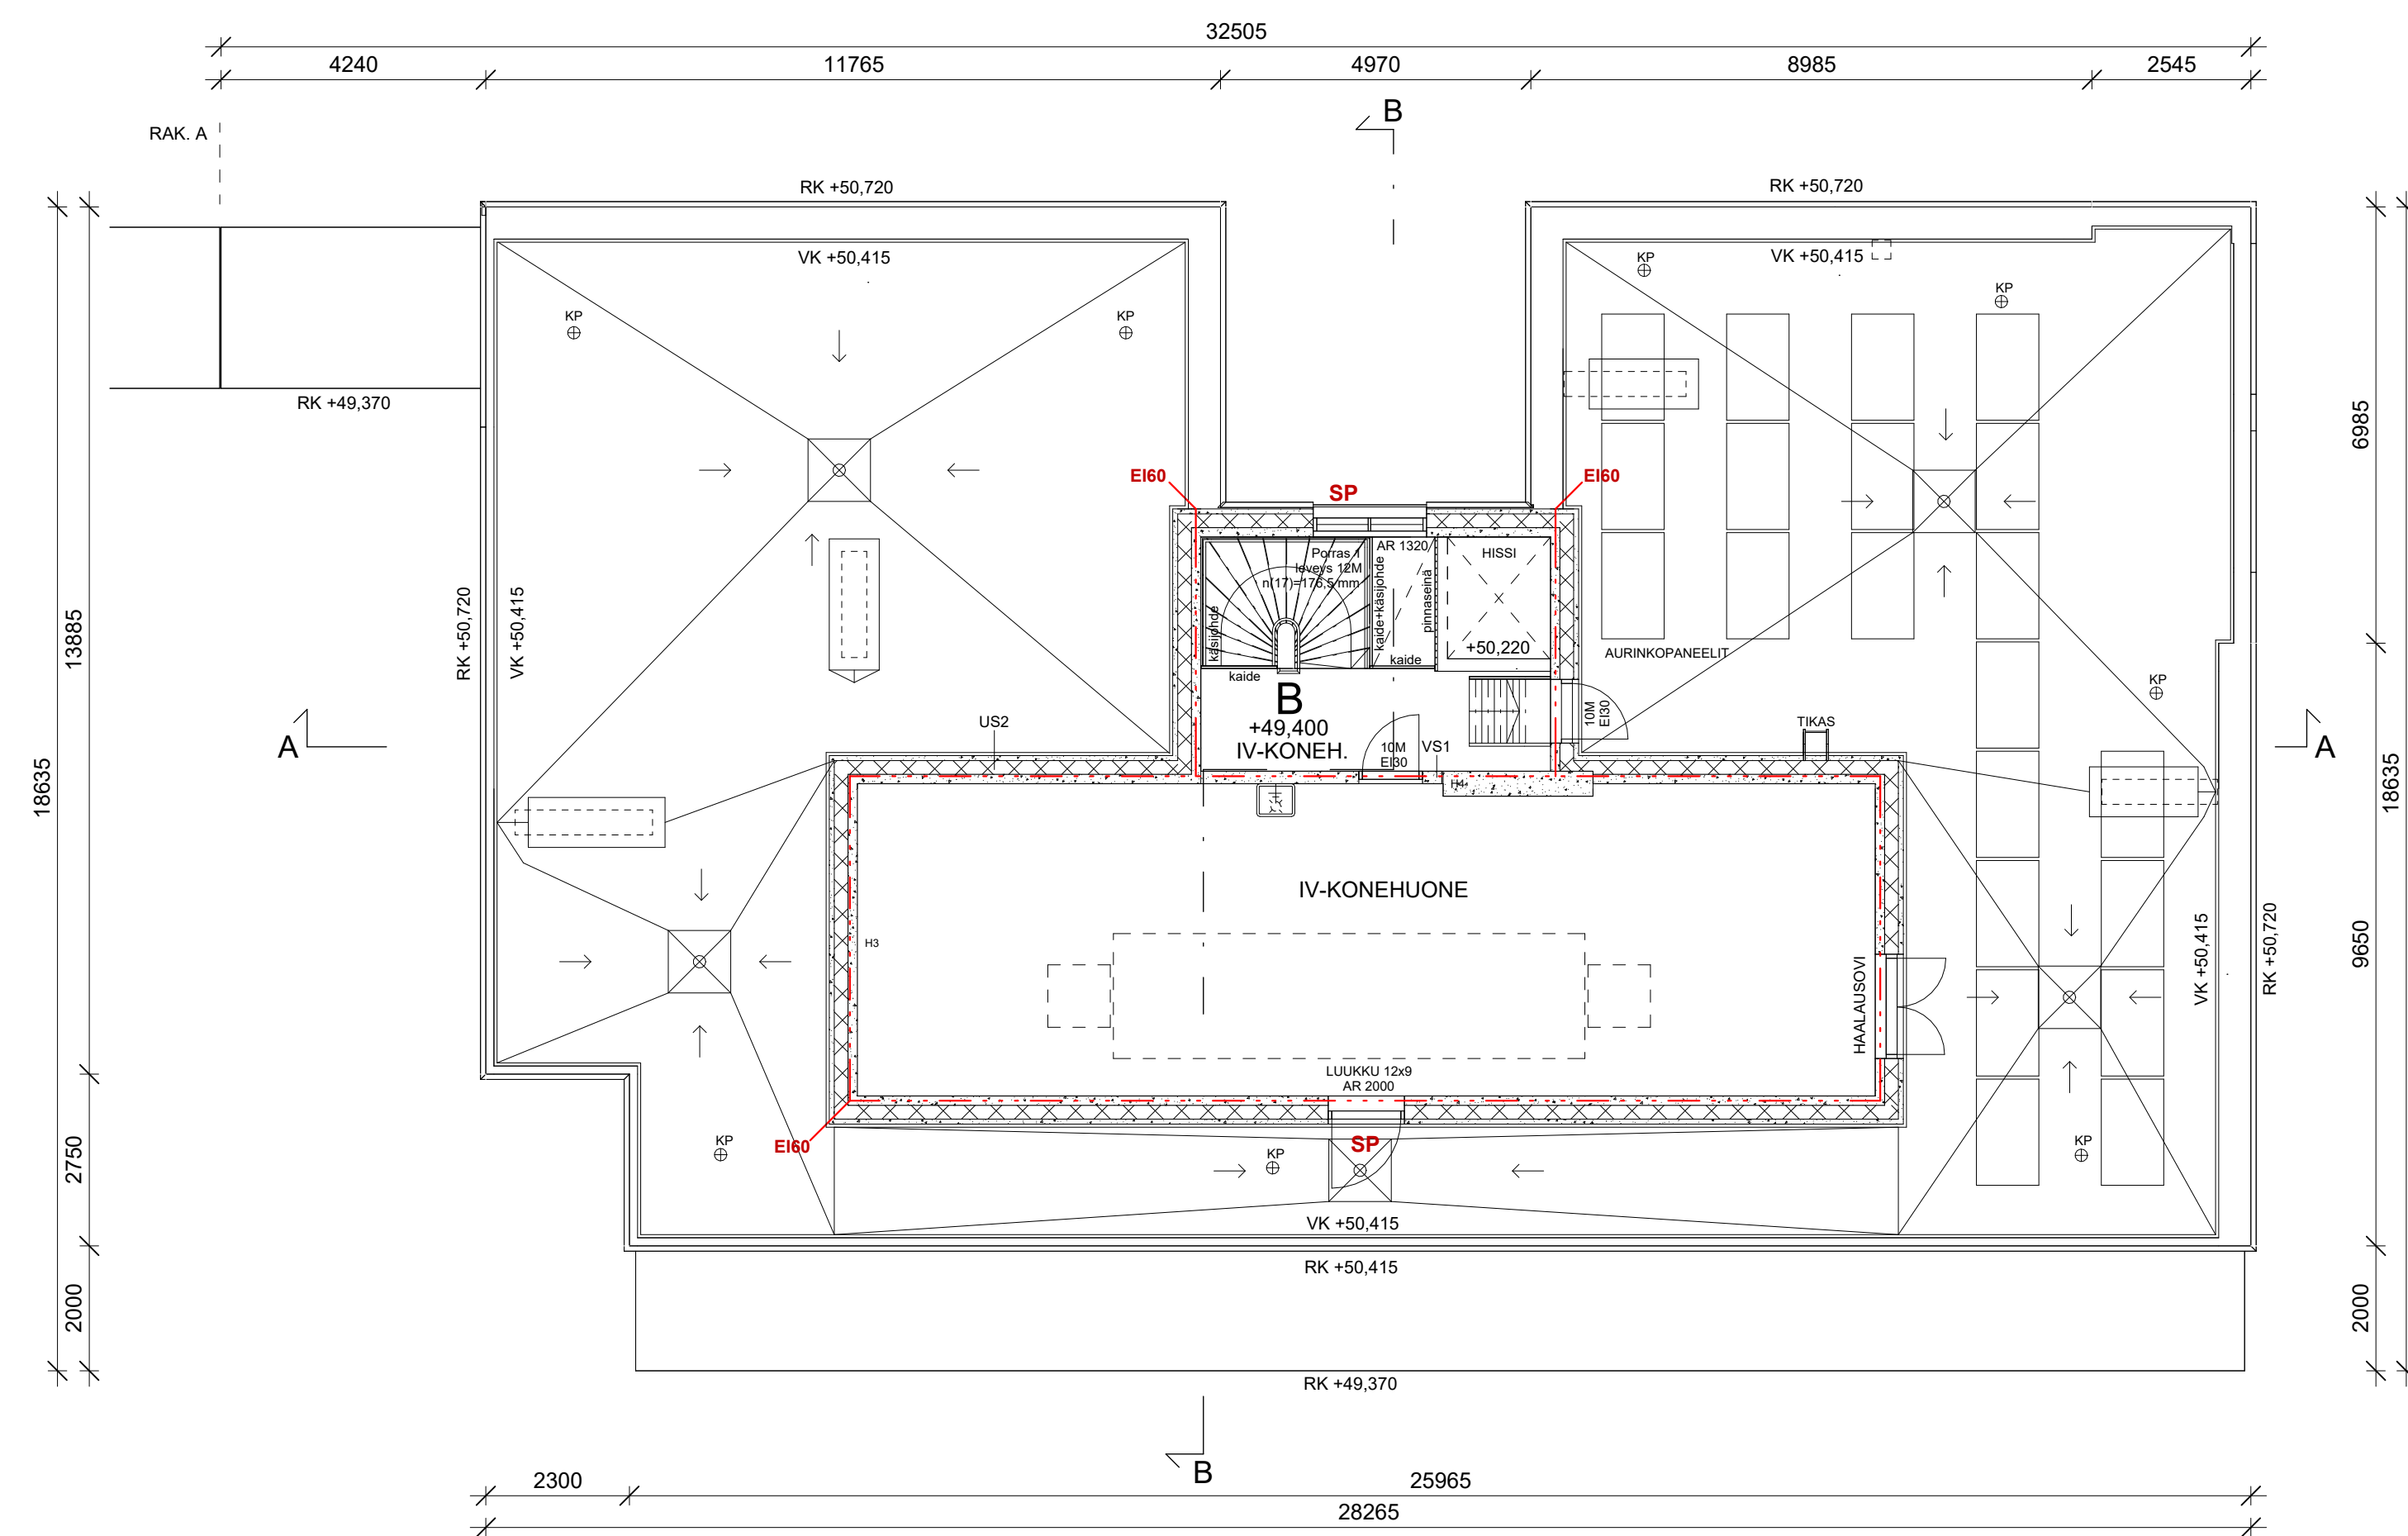 32505
4240
11765
4970
8985
2545
B
RAK. A
RK +50,720
RK +50,720
VK +50,415
VK +50,415
KP
KP
KP
KP
RK +49,370
EI60
SP
EI60
6985
Porras 1
leveys 12M
n(17)=176,5 mm
AR 1320
HISSI
käsijohde
kaide+käsijohde
pinnaseinä
+50,220
kaide
kaide
AURINKOPANEELIT
RK +50,720
VK +50,415
13885
18635
KP
B
+49,400
IV-KONEH.
10M
EI30
VS1
10M
EI30
US2
TIKAS
A
A
H4
18635
IV-KONEHUONE
H3
HAALAUSOVI
VK +50,415
RK +50,720
9650
LUUKKU 12x9
AR 2000
EI60
SP
KP
KP
KP
2750
VK +50,415
RK +50,415
2000
2000
RK +49,370
B
2300
25965
28265